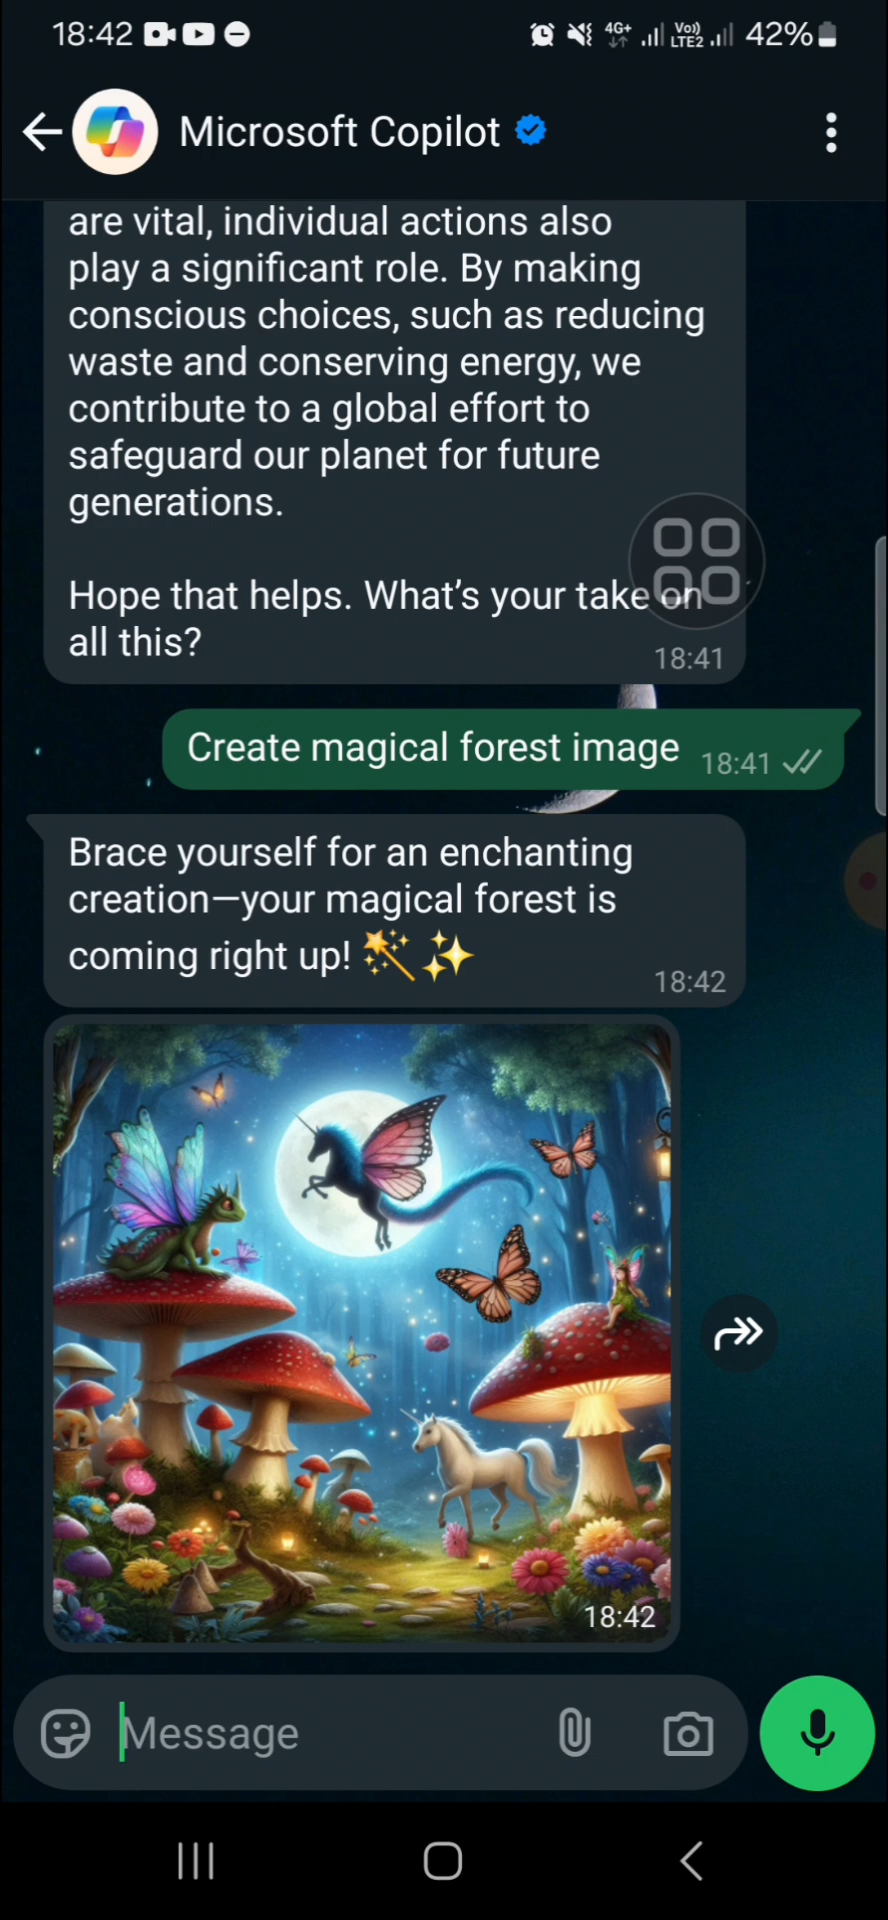 18:42
4G+
Vo))
LTE2
42%
Microsoft Copilot
are vital, individual actions also
play a significant role. By making
conscious choices, such as reducing
waste and conserving energy, we
contribute to a global effort to
safeguard our planet for future
generations.
Hope that helps. What’s your take on
all this?
18:41
Create magical forest image
18:41
Brace yourself for an enchanting
creation—your magical forest is
coming right up! 🪄✨
18:42
18:42
Message